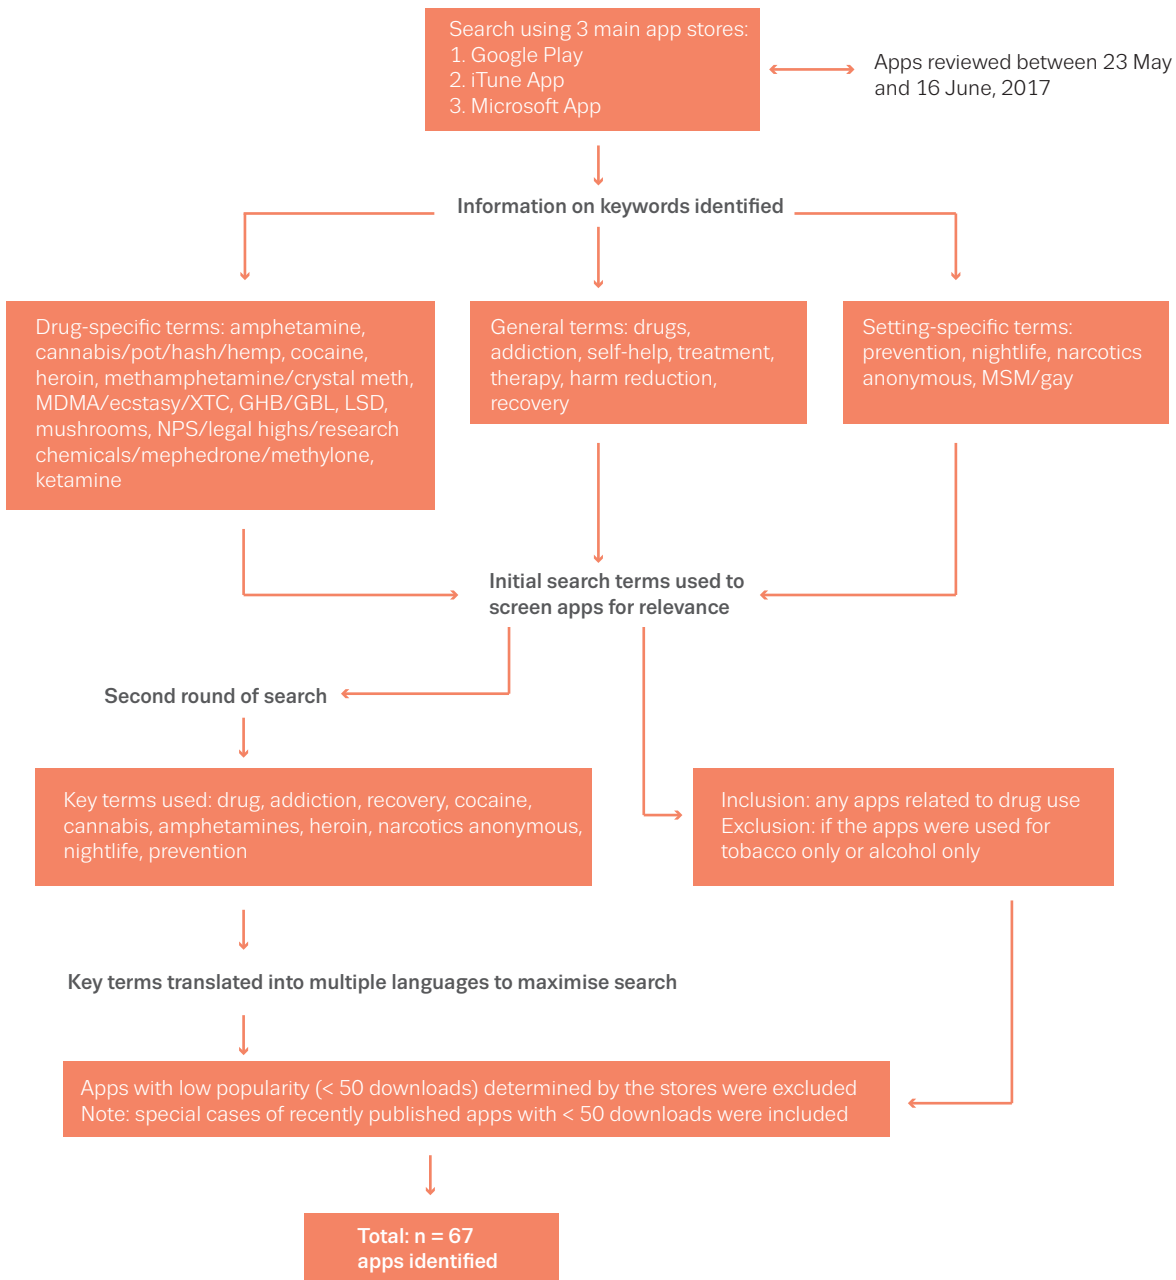 Search using 3 main app stores:
1. Google Play
2. iTune App
3. Microsoft App
Apps reviewed between 23 May
and 16 June, 2017
Information on keywords identified
Drug-specific terms: amphetamine,
cannabis/pot/hash/hemp, cocaine,
heroin, methamphetamine/crystal meth,
MDMA/ecstasy/XTC, GHB/GBL, LSD,
mushrooms, NPS/legal highs/research
chemicals/mephedrone/methylone,
ketamine
General terms: drugs,
addiction, self-help, treatment,
therapy, harm reduction,
recovery
Setting-specific terms:
prevention, nightlife, narcotics
anonymous, MSM/gay
Initial search terms used to
screen apps for relevance
Second round of search
Key terms used: drug, addiction, recovery, cocaine,
cannabis, amphetamines, heroin, narcotics anonymous,
nightlife, prevention
Inclusion: any apps related to drug use
Exclusion: if the apps were used for
tobacco only or alcohol only
Key terms translated into multiple languages to maximise search
Apps with low popularity (< 50 downloads) determined by the stores were excluded
Note: special cases of recently published apps with < 50 downloads were included
Total: n = 67
apps identified